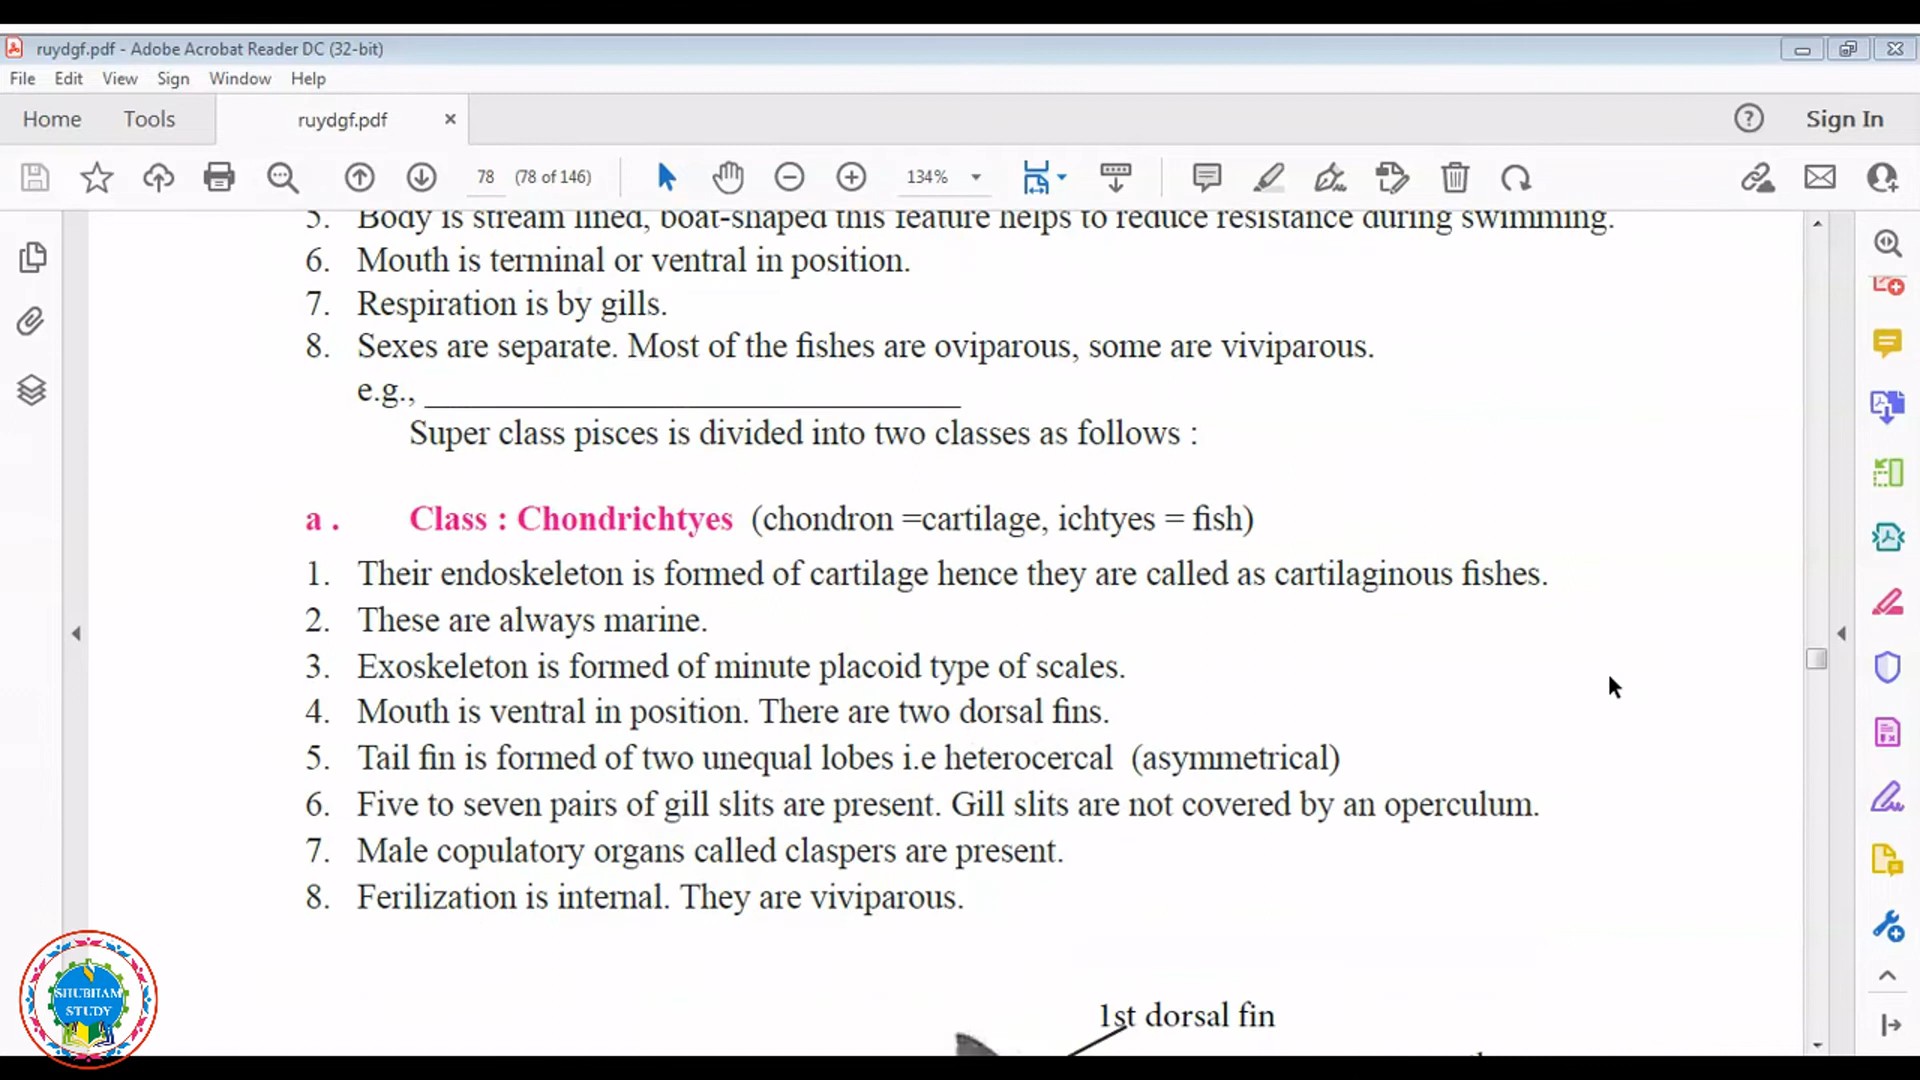 ruydgf.pdf - Adobe Acrobat Reader DC (32-bit)
File Edit View Sign Window Help
Home Tools ruydgf.pdf Sign In
78 (78 of 146) 134%
5. Body is stream lined, boat-shaped this feature helps to reduce resistance during swimming.
6. Mouth is terminal or ventral in position.
7. Respiration is by gills.
8. Sexes are separate. Most of the fishes are oviparous, some are viviparous.
e.g., ______________________________
Super class pisces is divided into two classes as follows :
a . Class : Chondrichtyes (chondron =cartilage, ichtyes = fish)
1. Their endoskeleton is formed of cartilage hence they are called as cartilaginous fishes.
2. These are always marine.
3. Exoskeleton is formed of minute placoid type of scales.
4. Mouth is ventral in position. There are two dorsal fins.
5. Tail fin is formed of two unequal lobes i.e heterocercal (asymmetrical)
6. Five to seven pairs of gill slits are present. Gill slits are not covered by an operculum.
7. Male copulatory organs called claspers are present.
8. Ferilization is internal. They are viviparous.
SHUBHAM
STUDY
1st dorsal fin